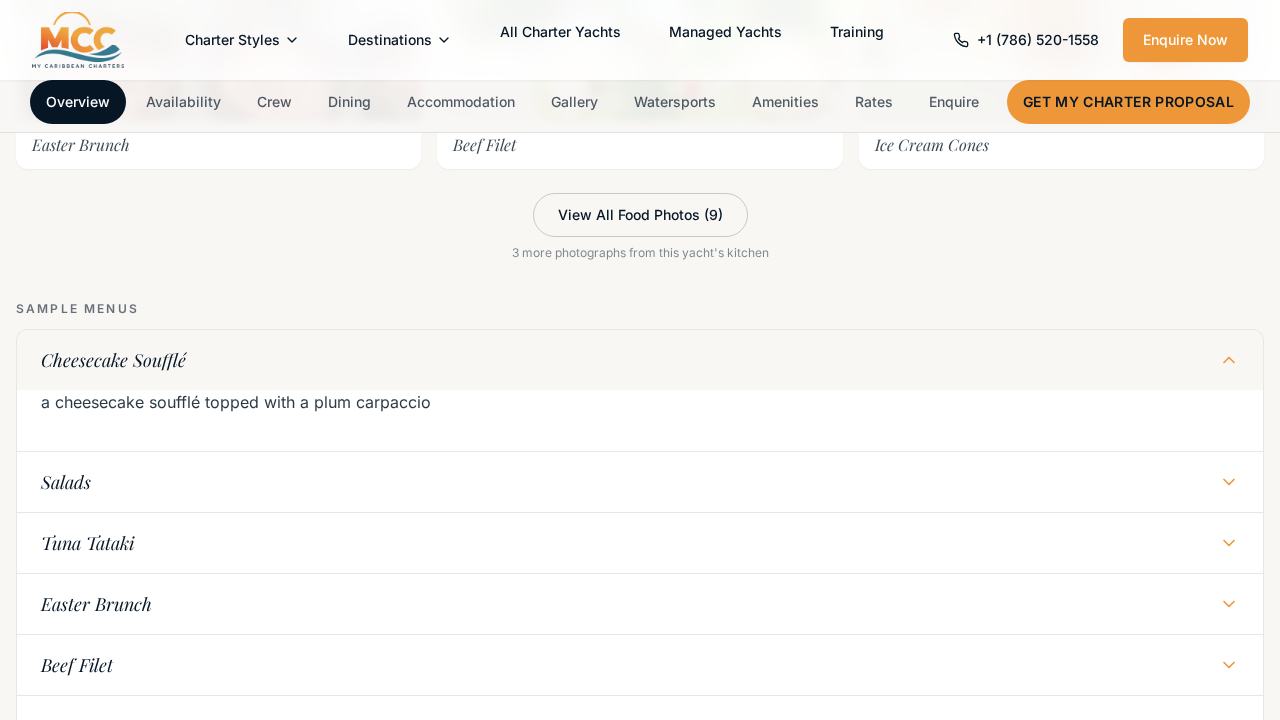 MCC
MY CARIBBEAN CHARTERS
Charter Styles
Destinations
All Charter Yachts
Managed Yachts
Training
+1 (786) 520-1558
Enquire Now
Overview
Availability
Crew
Dining
Accommodation
Gallery
Watersports
Amenities
Rates
Enquire
GET MY CHARTER PROPOSAL
Easter Brunch
Beef Filet
Ice Cream Cones
View All Food Photos (9)
3 more photographs from this yacht's kitchen
SAMPLE MENUS
Cheesecake Soufflé
a cheesecake soufflé topped with a plum carpaccio
Salads
Tuna Tataki
Easter Brunch
Beef Filet